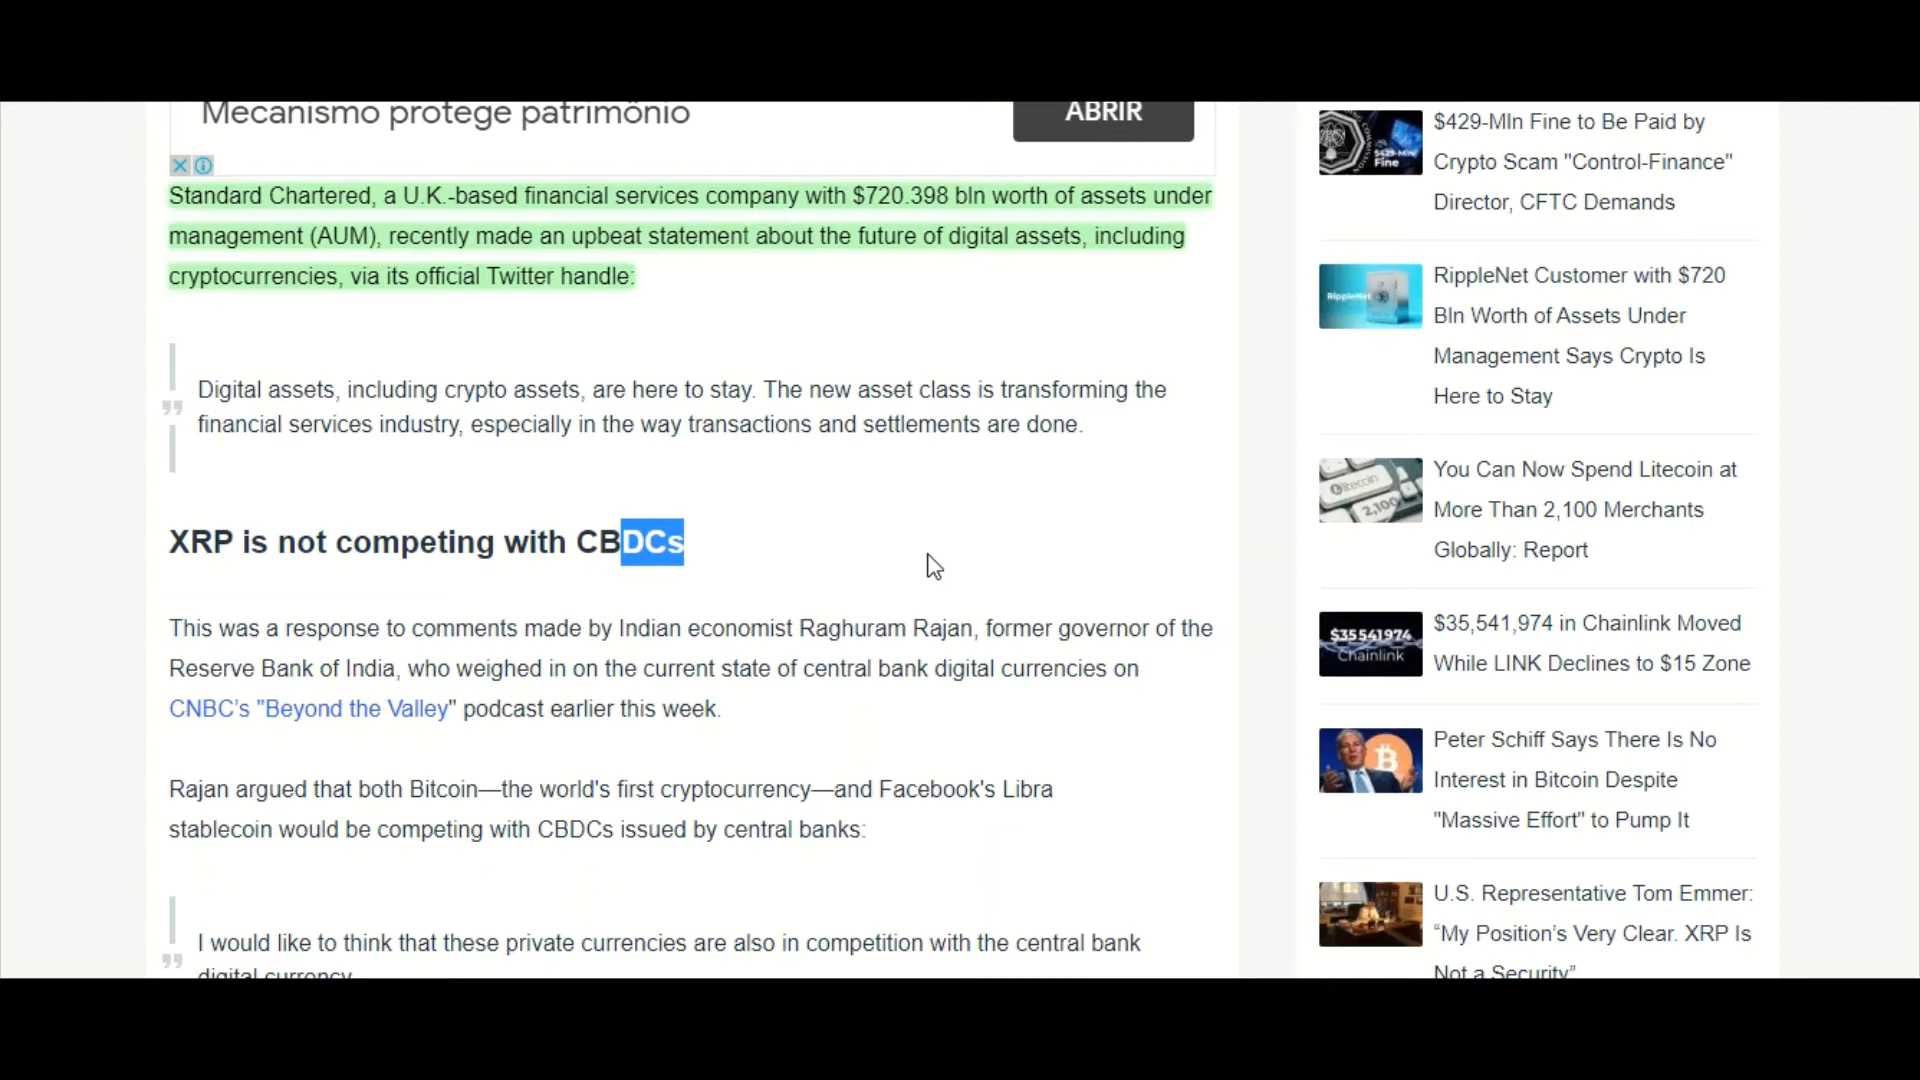 Mecanismo protege patrimônio
ABRIR
Standard Chartered, a U.K.-based financial services company with $720.398 bln worth of assets under
management (AUM), recently made an upbeat statement about the future of digital assets, including
cryptocurrencies, via its official Twitter handle:
Digital assets, including crypto assets, are here to stay. The new asset class is transforming the
financial services industry, especially in the way transactions and settlements are done.
XRP is not competing with CBDCs
This was a response to comments made by Indian economist Raghuram Rajan, former governor of the
Reserve Bank of India, who weighed in on the current state of central bank digital currencies on
CNBC's "Beyond the Valley" podcast earlier this week.
Rajan argued that both Bitcoin—the world's first cryptocurrency—and Facebook's Libra
stablecoin would be competing with CBDCs issued by central banks:
I would like to think that these private currencies are also in competition with the central bank
digital currency
$429-Mln
Fine
$429-Mln Fine to Be Paid by
Crypto Scam "Control-Finance"
Director, CFTC Demands
RippleNet
RippleNet Customer with $720
Bln Worth of Assets Under
Management Says Crypto Is
Here to Stay
litecoin
2,100
You Can Now Spend Litecoin at
More Than 2,100 Merchants
Globally: Report
$35541974
Chainlink
$35,541,974 in Chainlink Moved
While LINK Declines to $15 Zone
Peter Schiff Says There Is No
Interest in Bitcoin Despite
"Massive Effort" to Pump It
U.S. Representative Tom Emmer:
“My Position’s Very Clear. XRP Is
Not a Security”